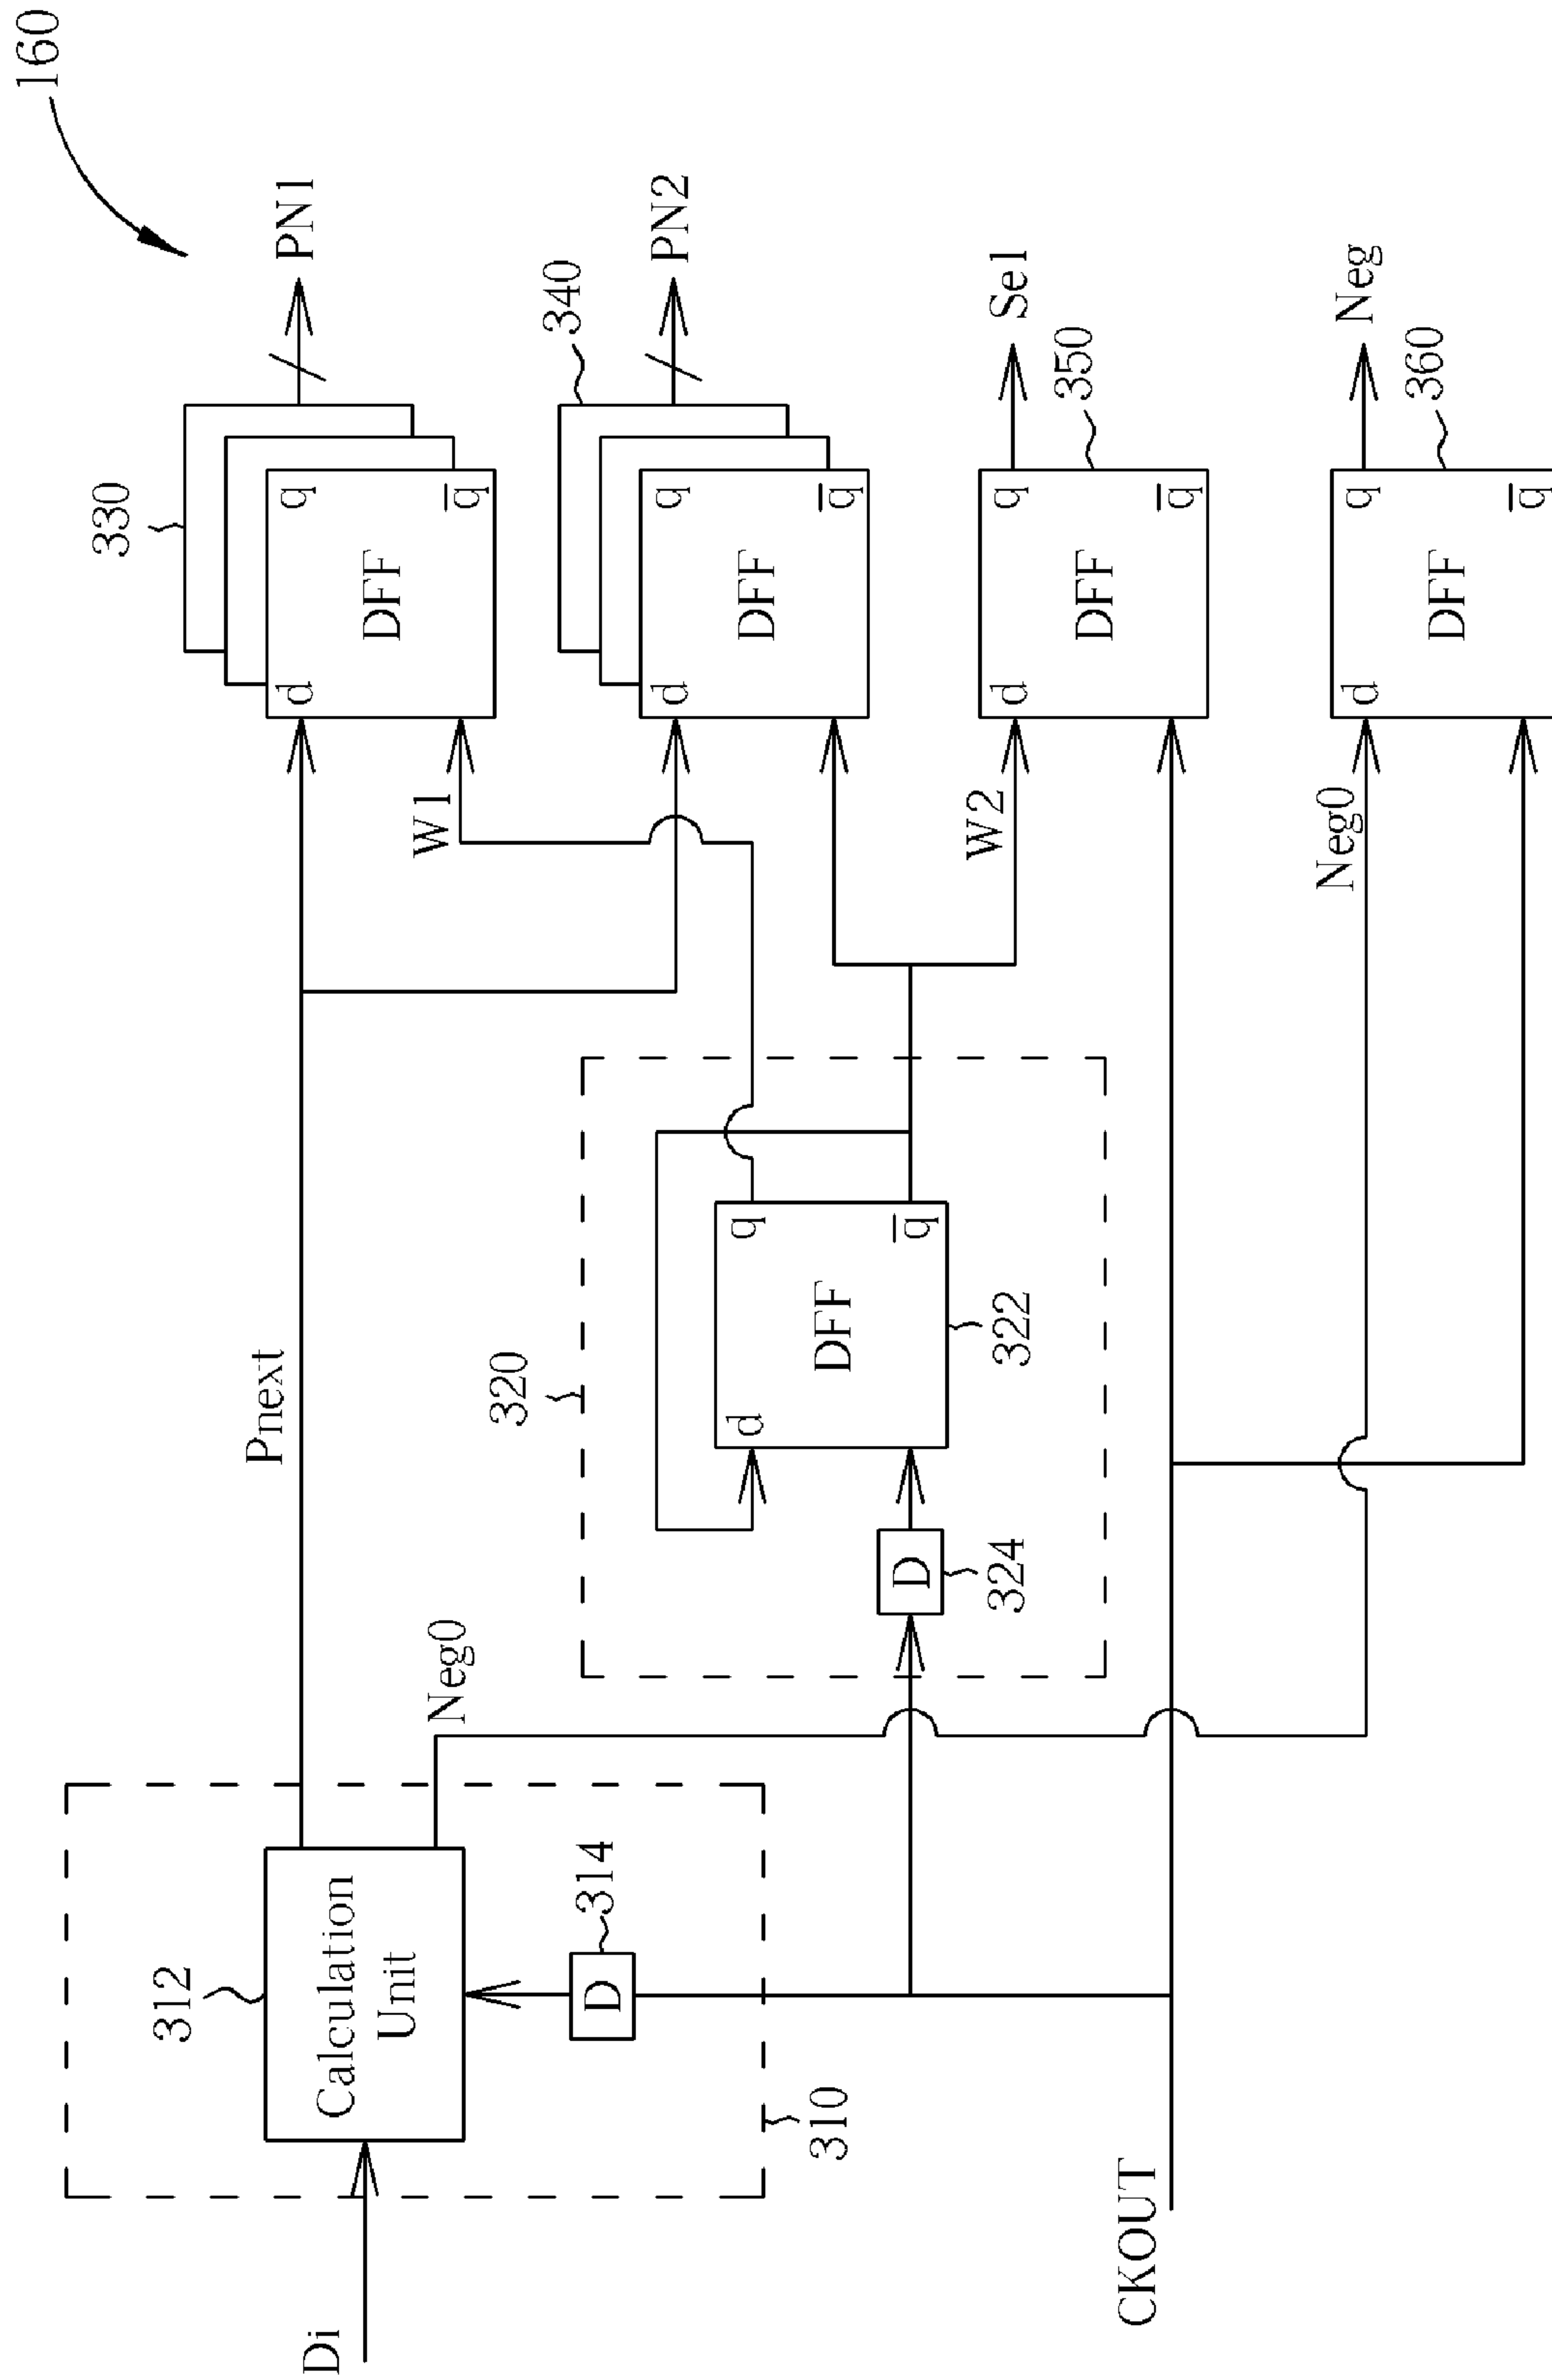 160
330
PN1
d
q
DFF
q
W1
Pnext
340
PN2
d
q
DFF
q
312
Calculation
Unit
Neg0
314
D
310
Di
320
d
q
DFF
q
322
D
324
W2
Sel
d
q
DFF
q
350
CKOUT
Neg0
Neg
d
q
DFF
q
360